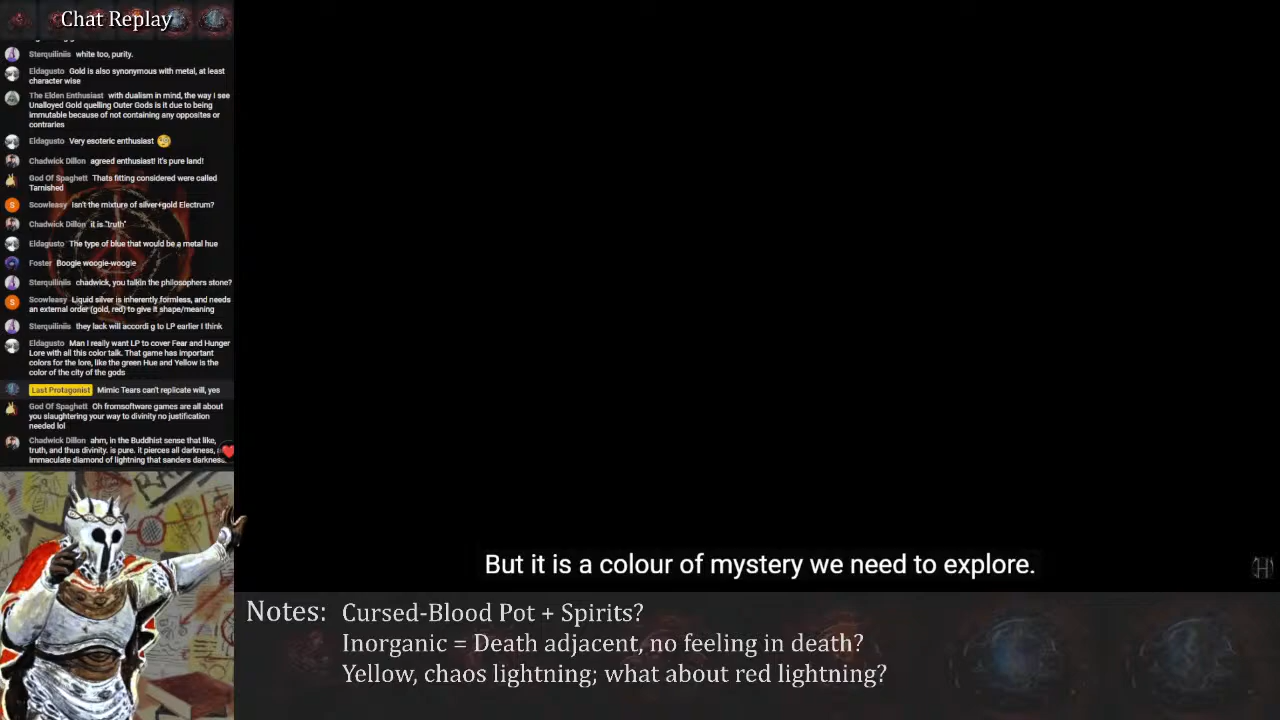 Chat Replay
Sterquiliniis white too, purity.
Eldagusto Gold is also synonymous with metal, at least
character wise
The Elden Enthusiast with dualism in mind, the way I see
Unalloyed Gold quelling Outer Gods is it due to being
immutable because of not containing any opposites or
contraries
Eldagusto Very esoteric enthusiast
Chadwick Dillon agreed enthusiast! it's pure land!
God Of Spaghett Thats fitting considered were called
Tarnished
S
Scowleasy Isn't the mixture of silver+gold Electrum?
Chadwick Dillon it is "truth"
Eldagusto The type of blue that would be a metal hue
Foster Boogie woogie-woogie
Sterquiliniis chadwick, you talkin the philosophers stone?
S
Scowleasy Liquid silver is inherently formless, and needs
an external order (gold, red) to give it shape/meaning
Sterquiliniis they lack will accordi g to LP earlier I think
Eldagusto Man I really want LP to cover Fear and Hunger
Lore with all this color talk. That game has important
colors for the lore, like the green Hue and Yellow is the
color of the city of the gods
Last Protagonist Mimic Tears can't replicate will, yes
God Of Spaghett Oh fromsoftware games are all about
you slaughtering your way to divinity no justification
needed lol
Chadwick Dillon ahm, in the Buddhist sense that like,
truth, and thus divinity. is pure. it pierces all darkness,
immaculate diamond of lightning that sanders darkness
But it is a colour of mystery we need to explore.
H
Notes: Cursed-Blood Pot + Spirits?
Inorganic = Death adjacent, no feeling in death?
Yellow, chaos lightning; what about red lightning?